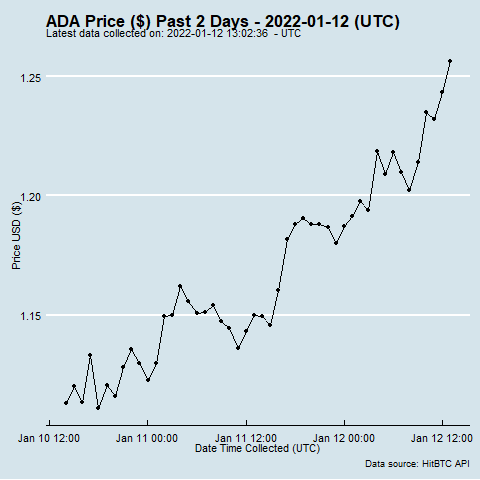 ADA Price ($) Past 2 Days - 2022-01-12 (UTC)
Latest data collected on: 2022-01-12 13:02:36  - UTC
1.25
1.20
1.15
Price USD ($)
Jan 10 12:00 Jan 11 00:00 Jan 11 12:00 Jan 12 00:00 Jan 12 12:00
Date Time Collected (UTC)
Data source: HitBTC API